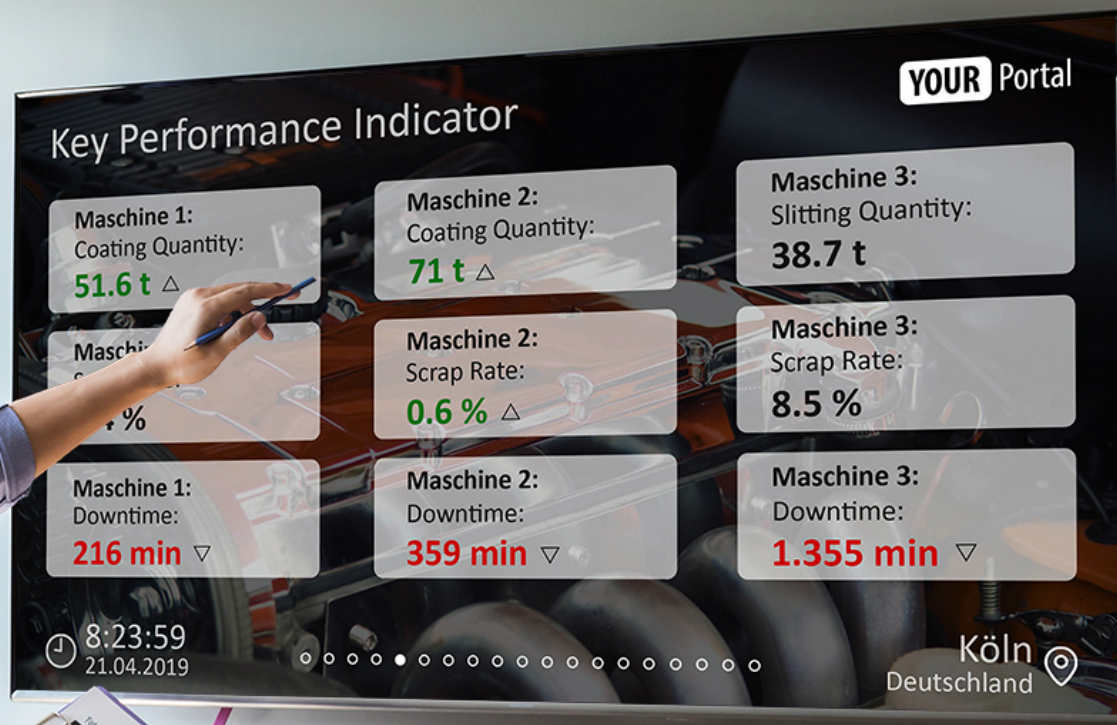 YOUR Portal
Key Performance Indicator
Maschine 1:
Coating Quantity:
51.6 t △
Maschine 2:
Coating Quantity:
71 t △
Maschine 3:
Slitting Quantity:
38.7 t
%
Maschine 2:
Scrap Rate:
0.6 % △
Maschine 3:
Scrap Rate:
8.5 %
Maschine 1:
Downtime:
216 min ▽
Maschine 2:
Downtime:
359 min ▽
Maschine 3:
Downtime:
1.355 min ▽
8:23:59
21.04.2019
Köln
Deutschland